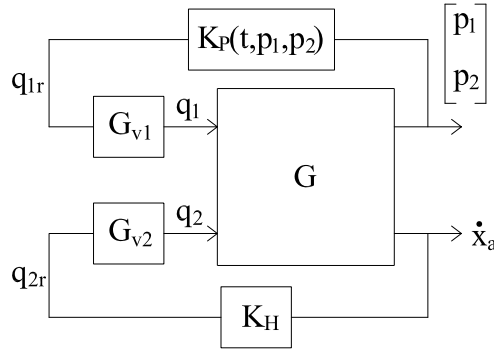 K_P(t,p_1,p_2)
[p_1
p_2]
q_1r
G_v1
q_1
G
G_v2
q_2
ẋ_a
q_2r
K_H